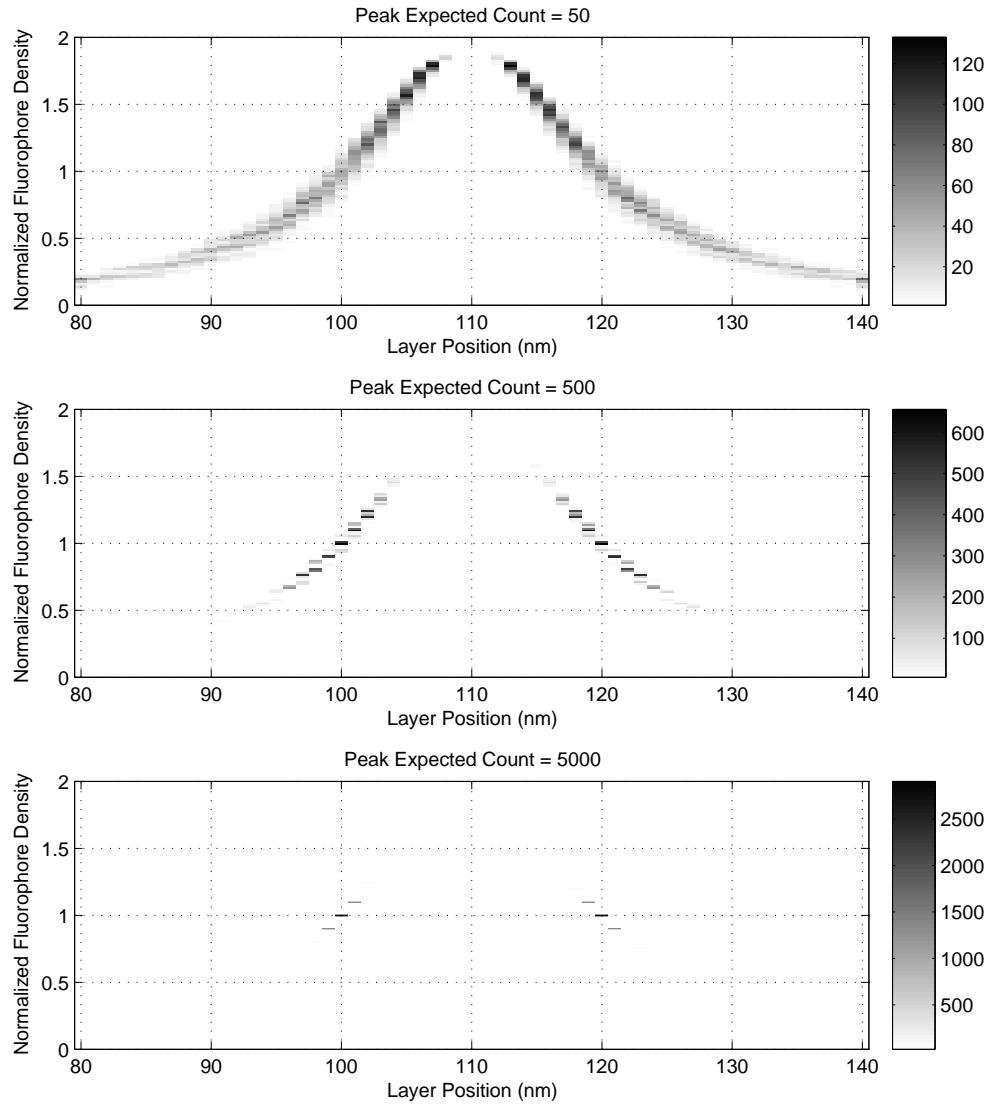 Peak Expected Count = 50
Normalized Fluorophore Density
2
1.5
1
0.5
0
80 90 100 110 120 130 140
Layer Position (nm)
120
100
80
60
40
20
Peak Expected Count = 500
Normalized Fluorophore Density
2
1.5
1
0.5
0
80 90 100 110 120 130 140
Layer Position (nm)
600
500
400
300
200
100
Peak Expected Count = 5000
Normalized Fluorophore Density
2
1.5
1
0.5
0
80 90 100 110 120 130 140
Layer Position (nm)
2500
2000
1500
1000
500